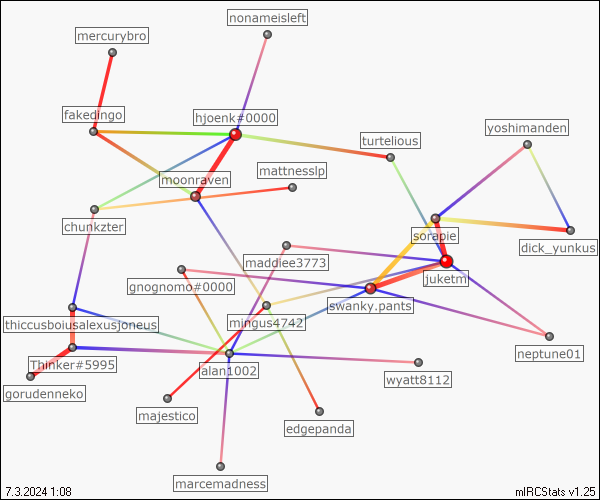 nonameisleft
mercurybro
fakedingo
hjoenk#0000
yoshimanden
turtelious
mattnesslp
moonraven
chunkzter
sorapie
dick_yunkus
maddiee3773
juketm
gnognomo#0000
swanky.pants
thiccusboiusalexusjoneus
mingus4742
neptune01
Thinker#5995
alan1002
wyatt8112
gorudenneko
majestico
edgepanda
marcemadness
7.3.2024 1:08
mIRCStats v1.25